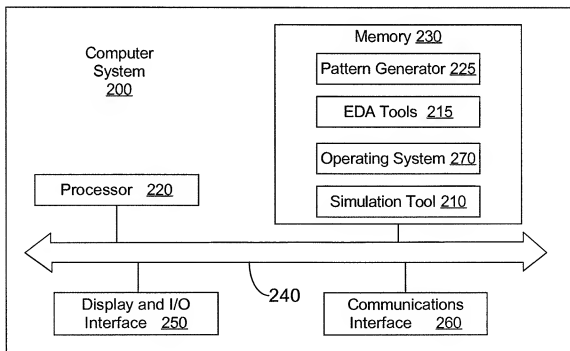 Computer
System
200
Memory 230
Pattern Generator 225
EDA Tools 215
Operating System 270
Simulation Tool 210
Processor 220
240
Display and I/O
Interface 250
Communications
Interface 260